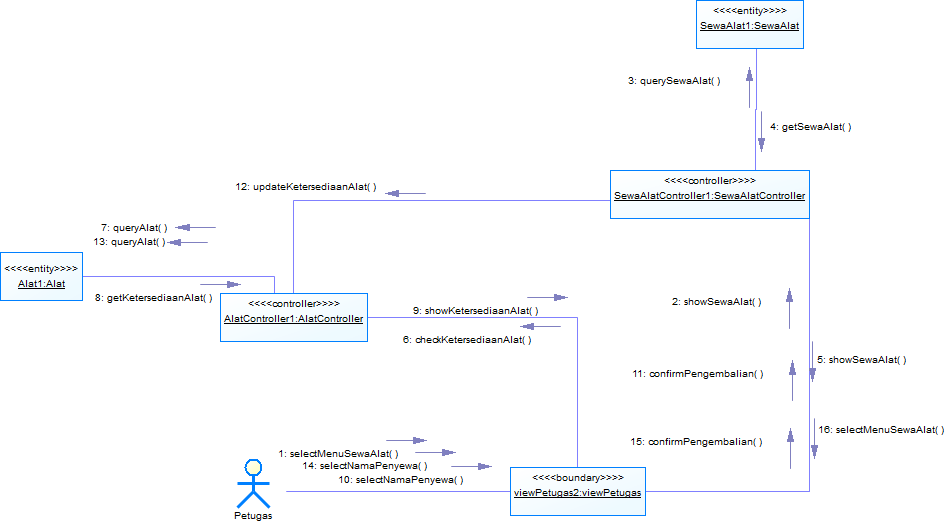 <<<<entity>>>>
SewaAlat1:SewaAlat
3: querySewaAlat( )
4: getSewaAlat( )
<<<<controller>>>>
SewaAlatController1:SewaAlatController
12: updateKetersediaanAlat( )
7: queryAlat( )
13: queryAlat( )
<<<<entity>>>>
Alat1:Alat
8: getKetersediaanAlat( )
<<<<controller>>>>
AlatController1:AlatController
9: showKetersediaanAlat( )
6: checkKetersediaanAlat( )
2: showSewaAlat( )
5: showSewaAlat( )
11: confirmPengembalian( )
15: confirmPengembalian( )
16: selectMenuSewaAlat( )
1: selectMenuSewaAlat( )
14: selectNamaPenyewa( )
10: selectNamaPenyewa( )
<<<<boundary>>>>
viewPetugas2:viewPetugas
Petugas